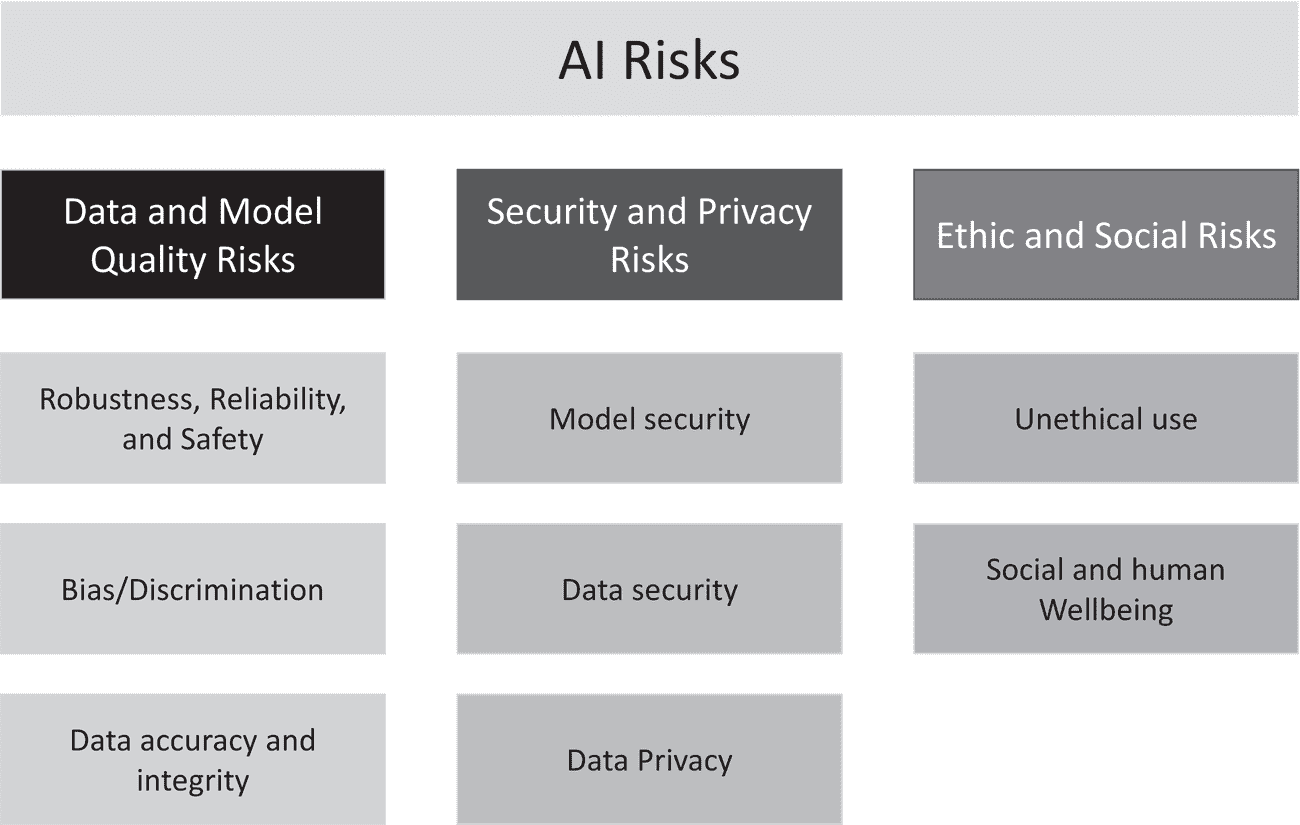 AI Risks
Data and Model
Quality Risks
Robustness, Reliability,
and Safety
Bias/Discrimination
Data accuracy and
integrity
Security and Privacy
Risks
Model security
Data security
Data Privacy
Ethic and Social Risks
Unethical use
Social and human
Wellbeing